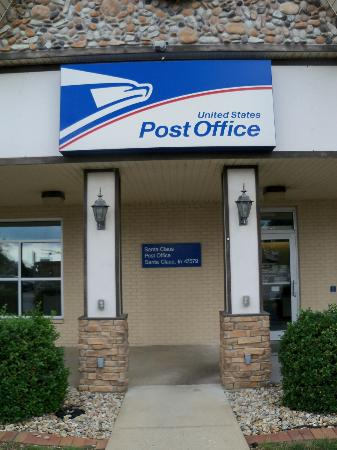 United States
Post Office
Santa Claus
Post Office
Santa Claus, In 47579